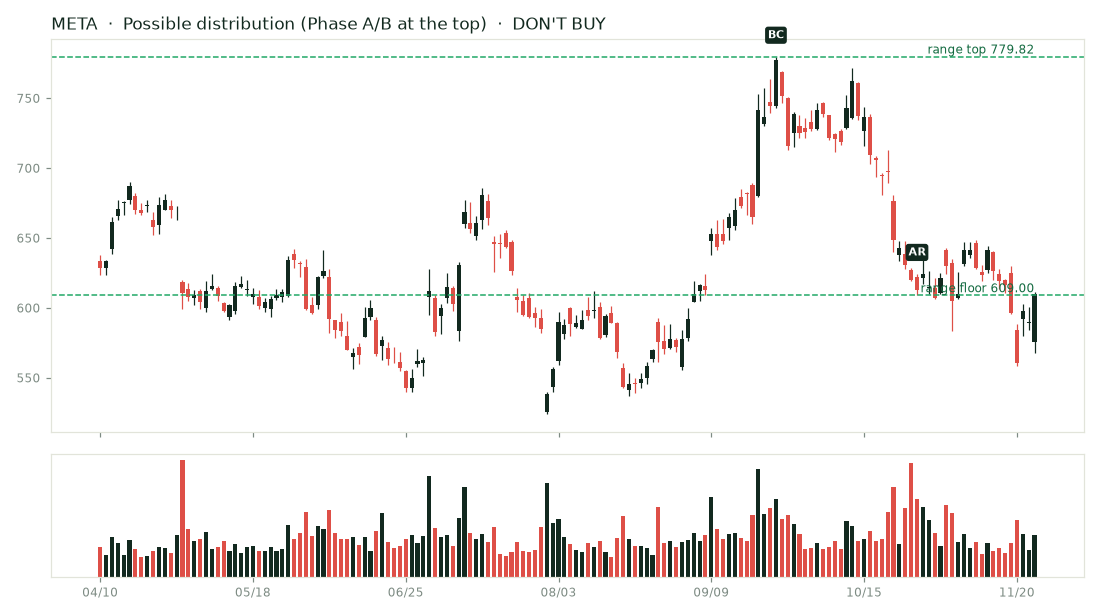 META · Possible distribution (Phase A/B at the top) · DON'T BUY
BC
range top 779.82
750
700
650
AR
range floor 609.00
600
550
04/10 05/18 06/25 08/03 09/09 10/15 11/20